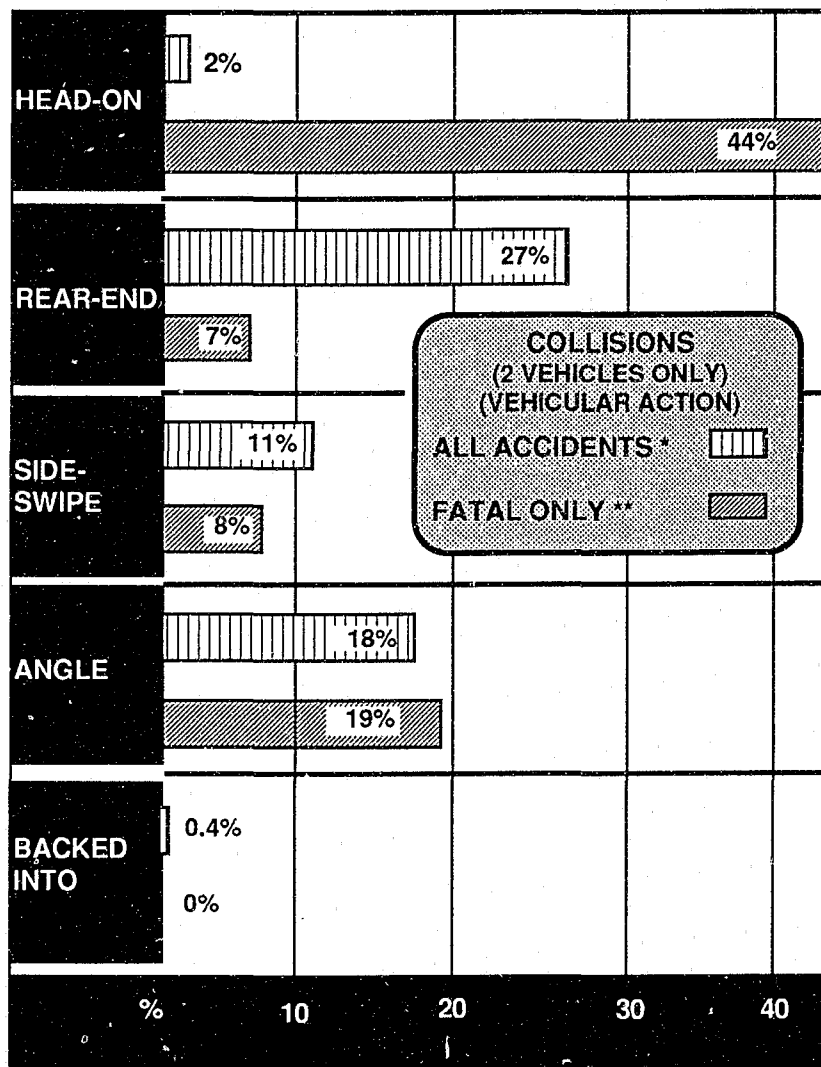 HEAD-ON
2%
44%
REAR-END
27%
7%
COLLISIONS
(2 VEHICLES ONLY)
(VEHICULAR ACTION)
ALL ACCIDENTS *
FATAL ONLY **
SIDE-
SWIPE
11%
8%
ANGLE
18%
19%
BACKED
INTO
0.4%
0%
% 10 20 30 40